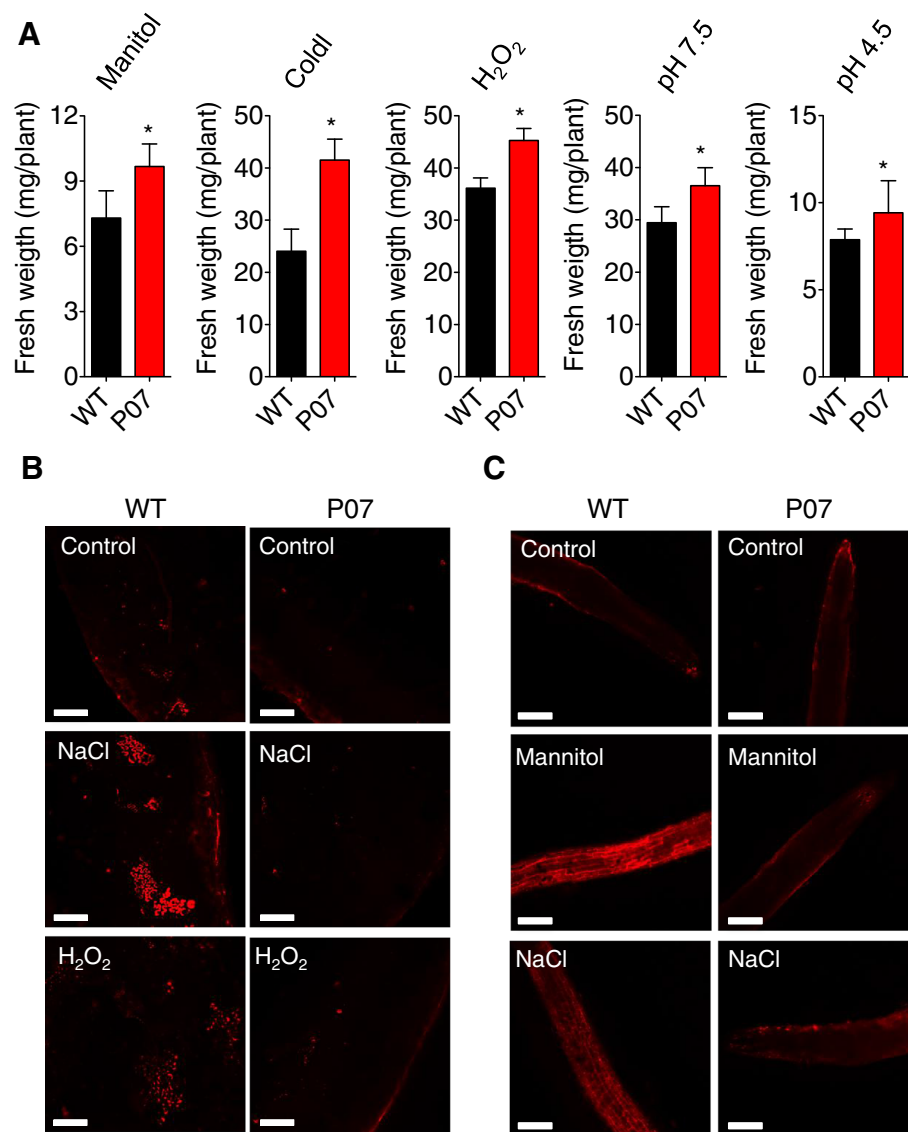 A
Manitol
Coldl
H₂O₂
pH 7.5
pH 4.5
Fresh weigth (mg/plant)
12
9
6
3
0
WT
P07
*
Fresh weigth (mg/plant)
50
40
30
20
10
0
WT
P07
*
Fresh weigth (mg/plant)
50
40
30
20
10
0
WT
P07
*
Fresh weigth (mg/plant)
50
40
30
20
10
0
WT
P07
*
Fresh weigth (mg/plant)
15
10
5
0
WT
P07
*
B
WT
P07
Control
Control
NaCl
NaCl
H₂O₂
H₂O₂
C
WT
P07
Control
Control
Mannitol
Mannitol
NaCl
NaCl